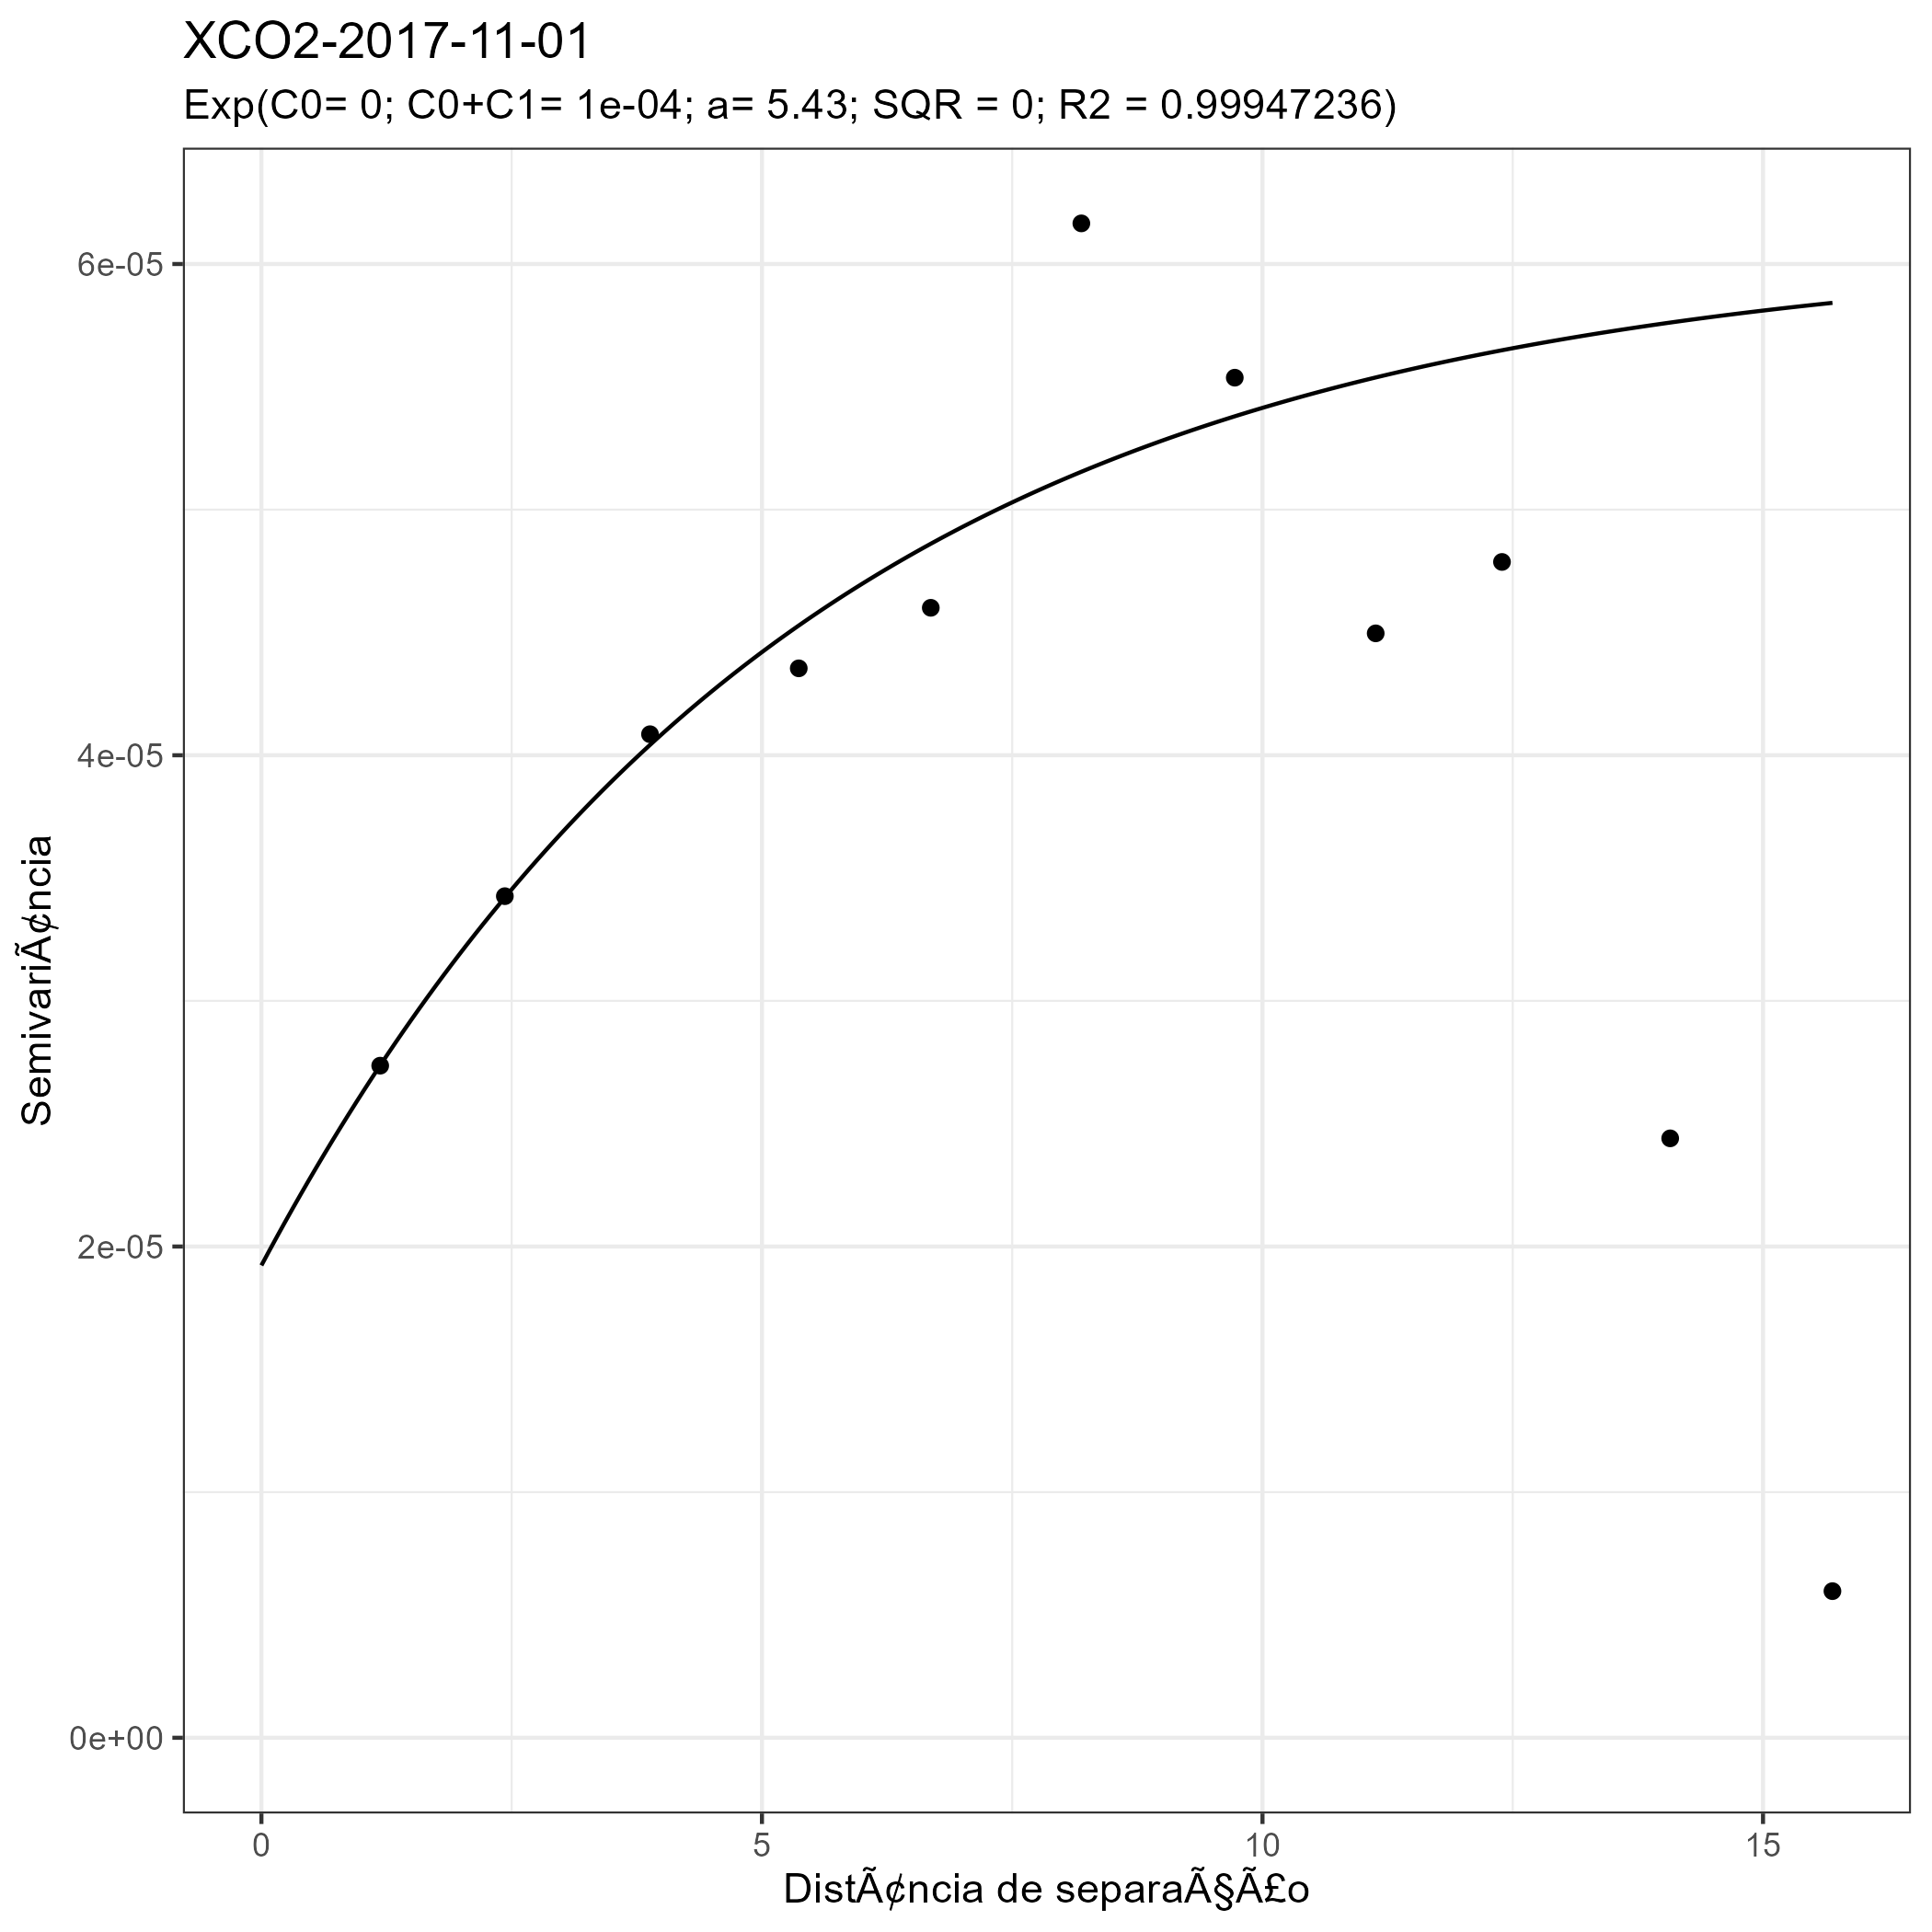 XCO2-2017-11-01
Exp(C0= 0; C0+C1= 1e-04; a= 5.43; SQR = 0; R2 = 0.99947236)
6e-05
4e-05
2e-05
0e+00
SemivariÃ¢ncia
0 5 10 15
DistÃ¢ncia de separaÃ§Ã£o